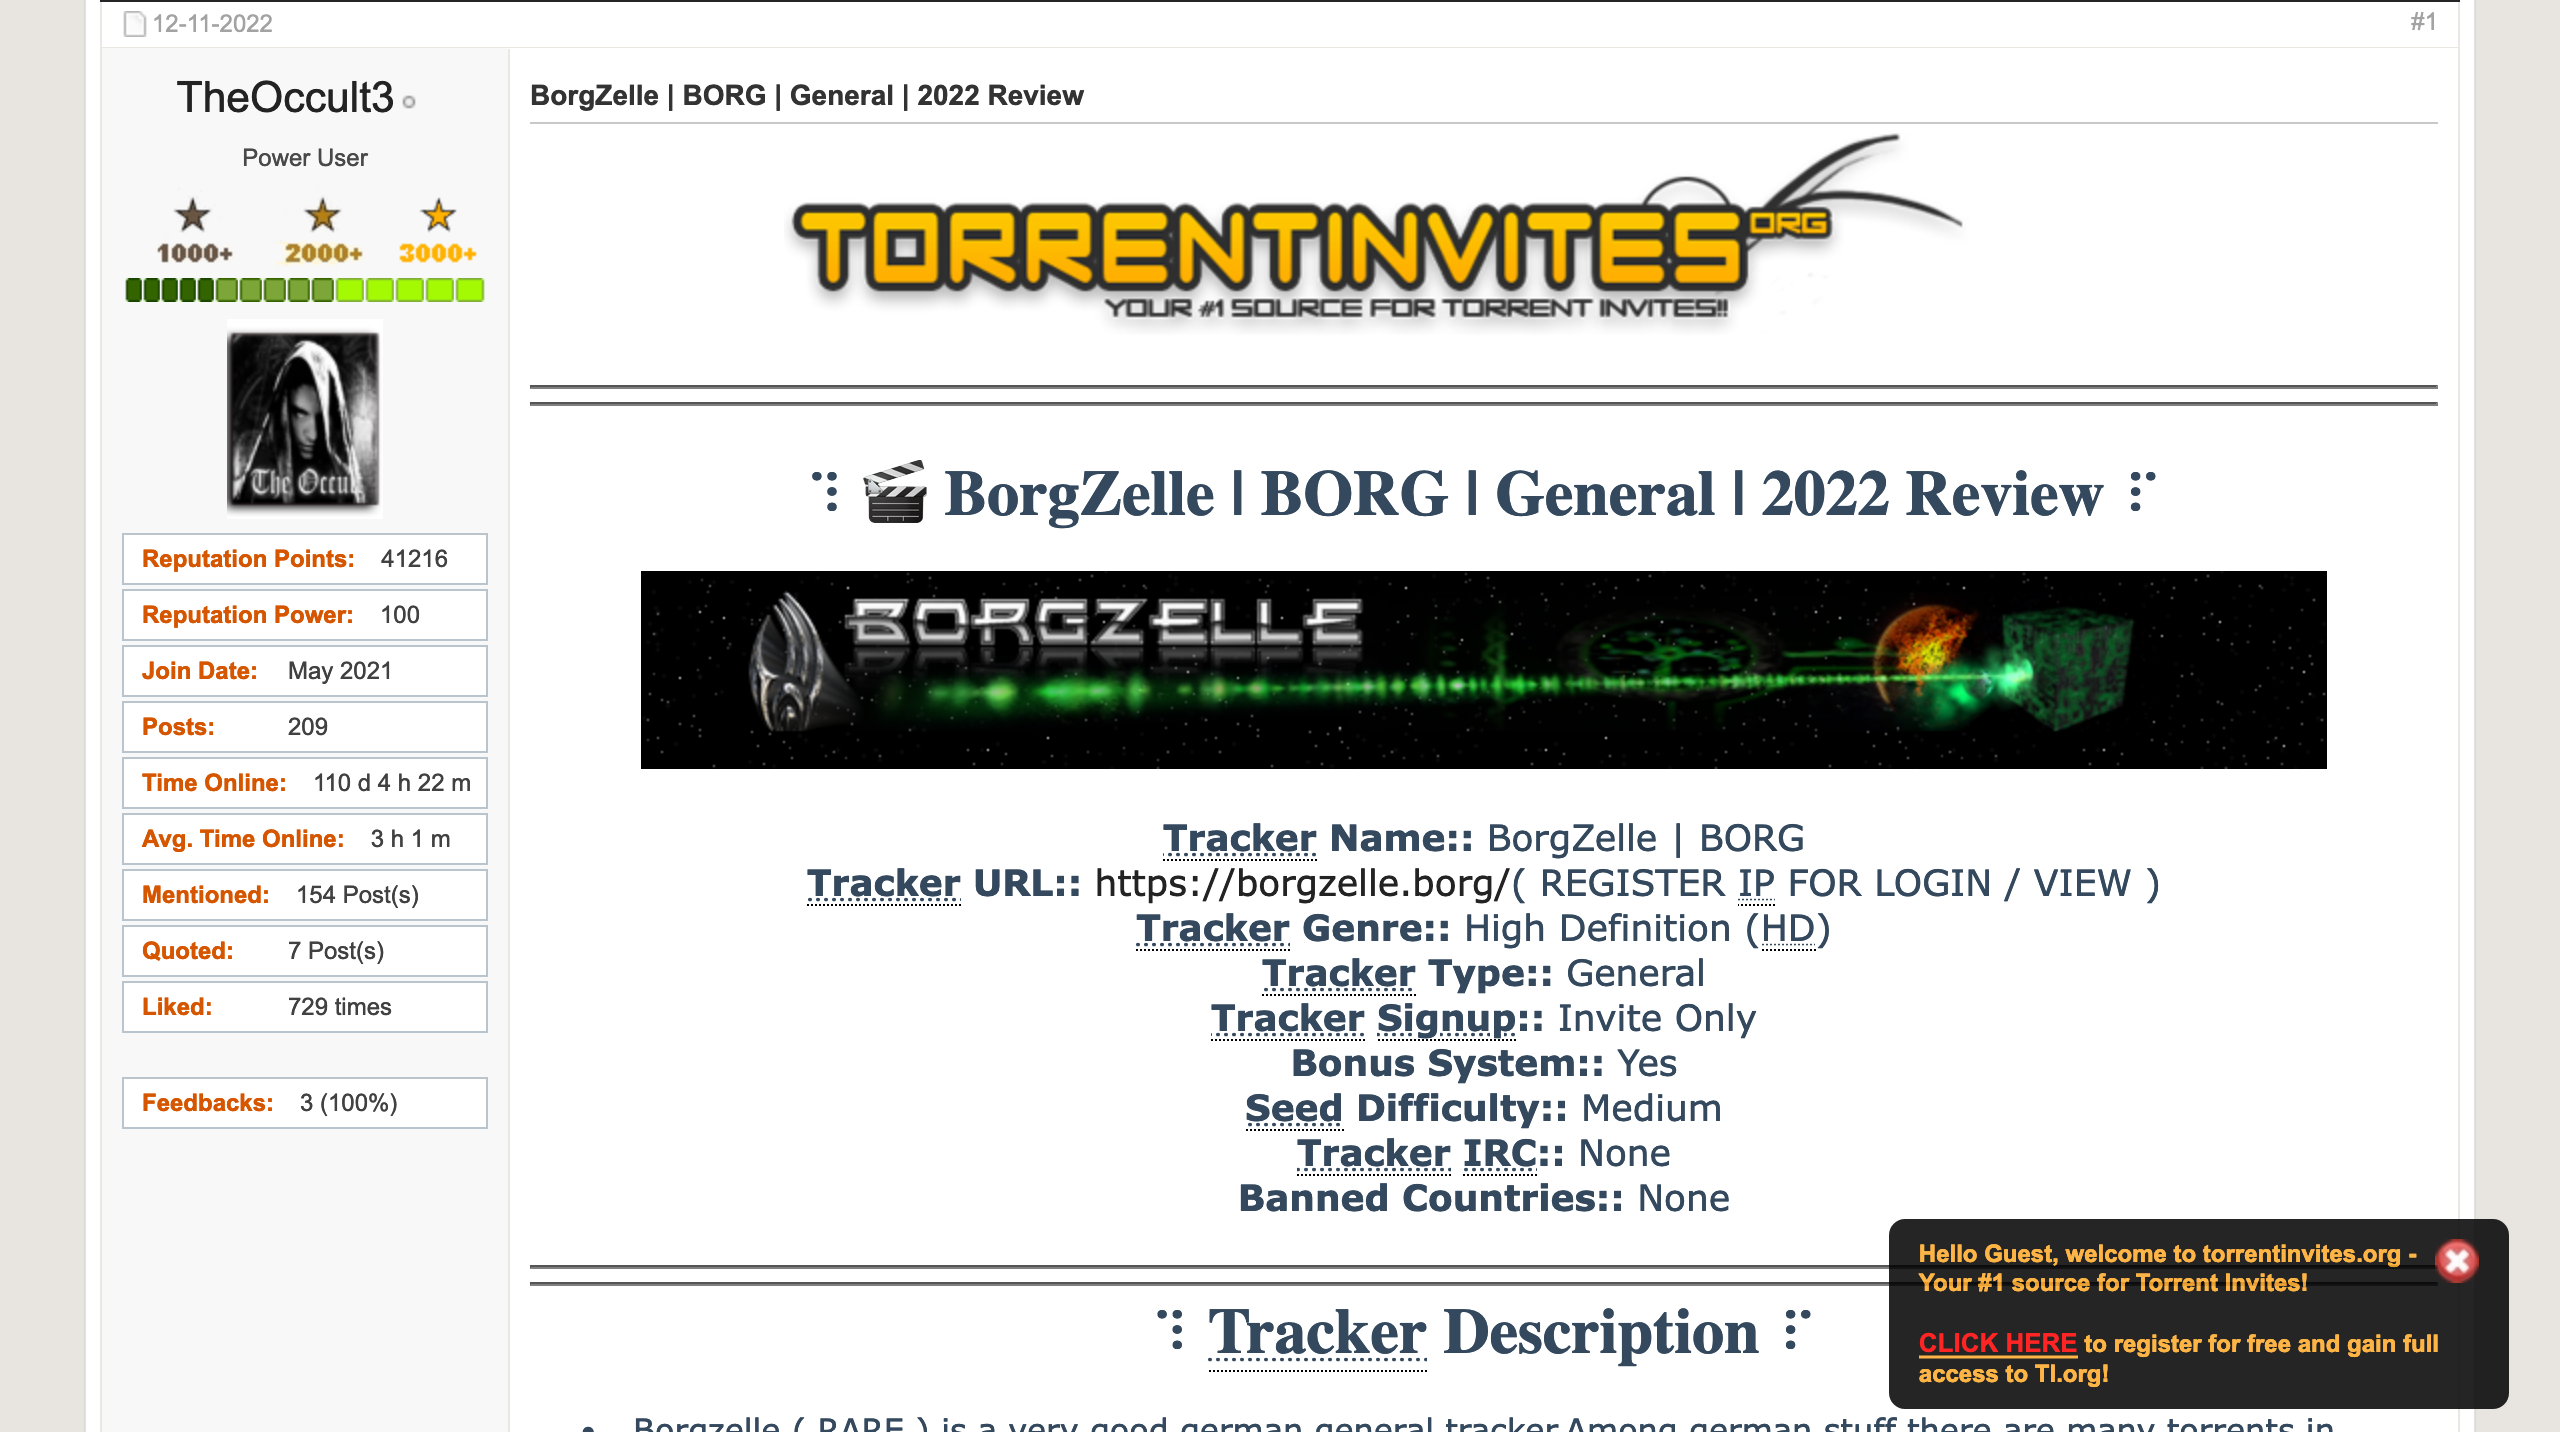 12-11-2022
#1
TheOccult3
Power User
1000+ 2000+ 3000+
The Occult
Reputation Points: 41216
Reputation Power: 100
Join Date: May 2021
Posts: 209
Time Online: 110 d 4 h 22 m
Avg. Time Online: 3 h 1 m
Mentioned: 154 Post(s)
Quoted: 7 Post(s)
Liked: 729 times
Feedbacks: 3 (100%)
BorgZelle | BORG | General | 2022 Review
TORRENTINVITES ORG
YOUR #1 SOURCE FOR TORRENT INVITES!!
⠹ 🎬 BorgZelle | BORG | General | 2022 Review ⠏
BORGZELLE
Tracker Name:: BorgZelle | BORG
Tracker URL:: https://borgzelle.borg/( REGISTER IP FOR LOGIN / VIEW )
Tracker Genre:: High Definition (HD)
Tracker Type:: General
Tracker Signup:: Invite Only
Bonus System:: Yes
Seed Difficulty:: Medium
Tracker IRC:: None
Banned Countries:: None
⠹ Tracker Description ⠏
• Borgzelle ( RARE ) is a very good german general tracker.Among german stuff there are many torrents in
Hello Guest, welcome to torrentinvites.org -
Your #1 source for Torrent Invites!
CLICK HERE to register for free and gain full
access to TI.org!